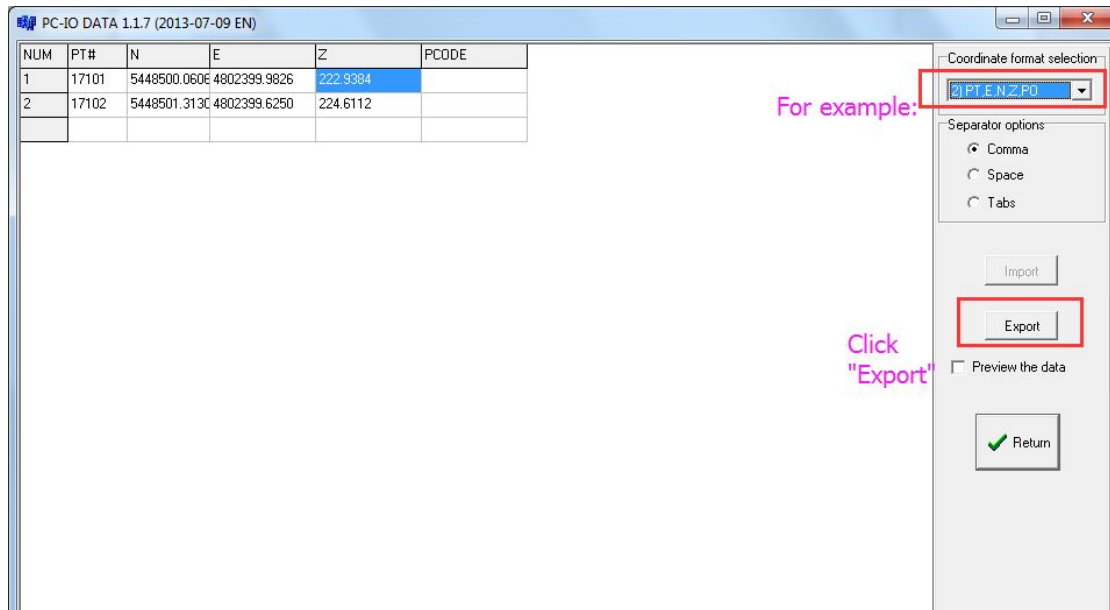 PC-IO DATA 1.1.7 (2013-07-09 EN)
NUM PT# N E Z PCODE
1 17101 5448500.0606 4802399.9826 222.9384
2 17102 5448501.3130 4802399.6250 224.6112
Coordinate format selection
For example:
2) PT,E,N,Z,PO
Separator options
Comma
Space
Tabs
Import
Export
Click
"Export"
Preview the data
Return